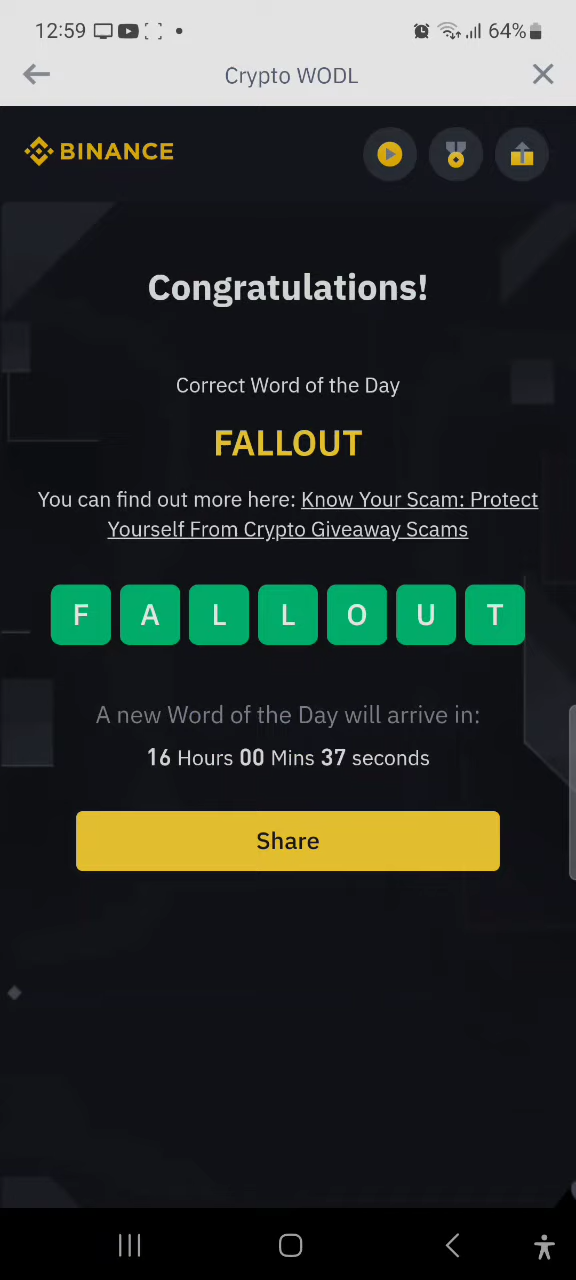 12:59 64%
Crypto WODL
BINANCE
Congratulations!
Correct Word of the Day
FALLOUT
You can find out more here: Know Your Scam: Protect
Yourself From Crypto Giveaway Scams
F A L L O U T
A new Word of the Day will arrive in:
16 Hours 00 Mins 37 seconds
Share